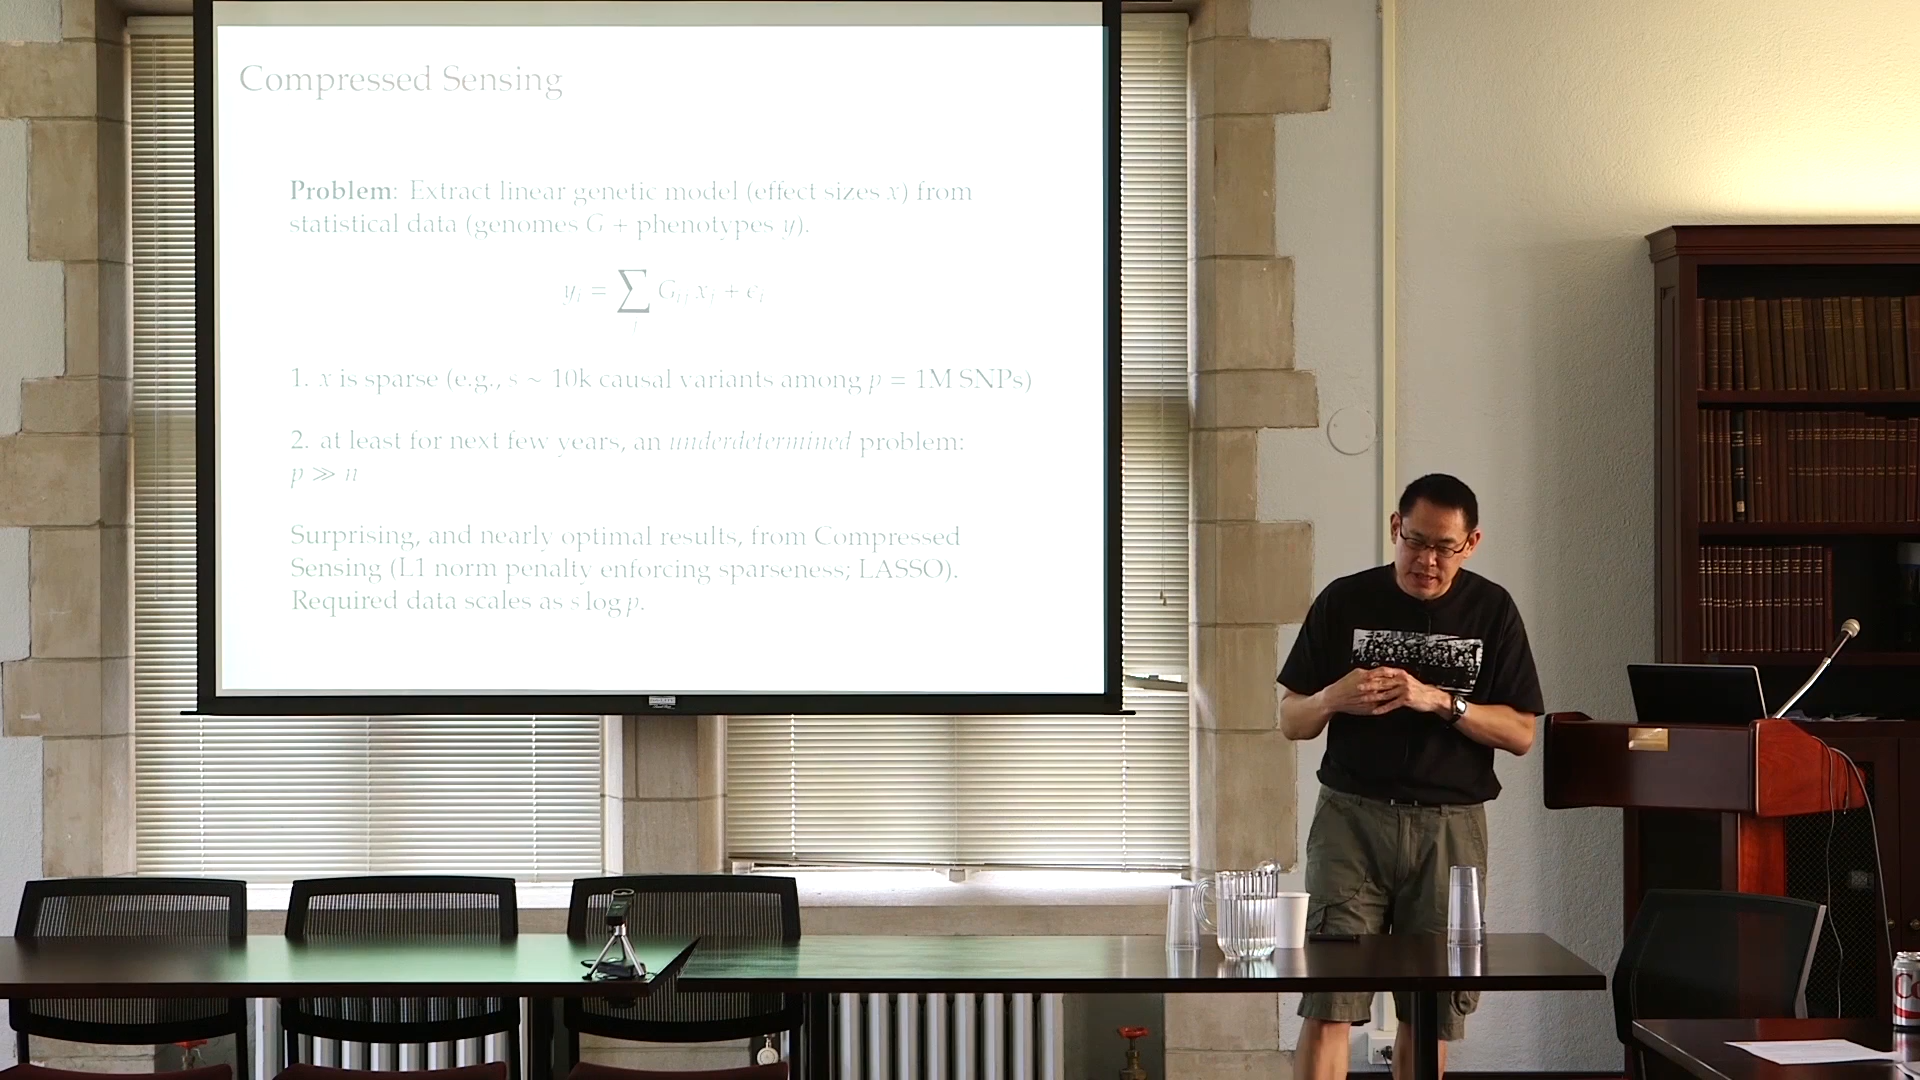 Compressed Sensing
Problem: Extract linear genetic model (effect sizes x) from
statistical data (genomes G + phenotypes y).
y_i = ∑_j G_ij x_j + e_i
1. x is sparse (e.g., s ~ 10k causal variants among p = 1M SNPs)
2. at least for next few years, an underdetermined problem:
p ≫ n
Surprising, and nearly optimal results, from Compressed
Sensing (L1 norm penalty enforcing sparseness; LASSO).
Required data scales as s log p.